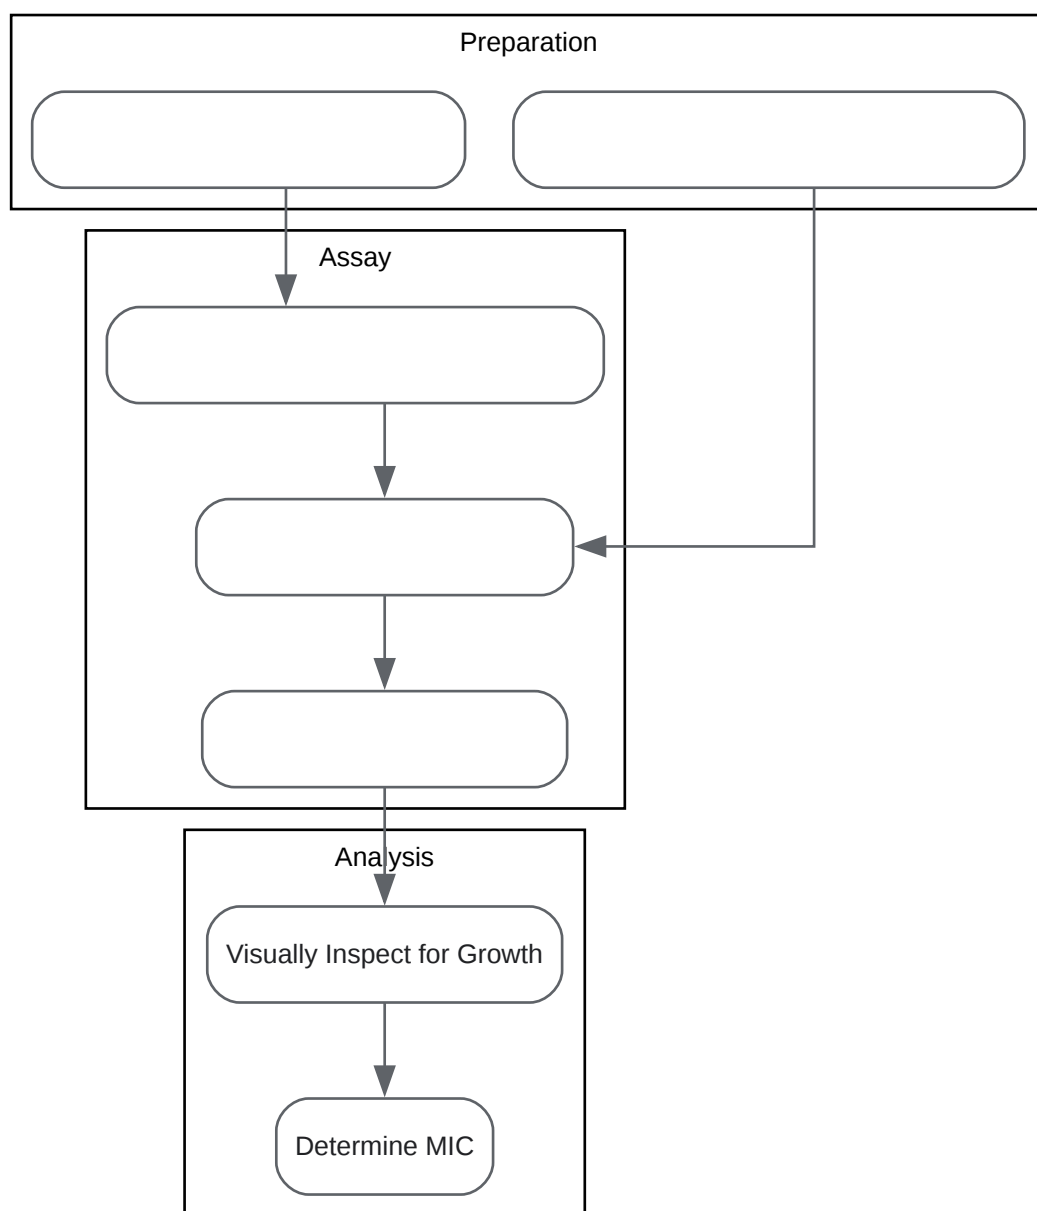 Preparation
Assay
Analysis
Visually Inspect for Growth
Determine MIC